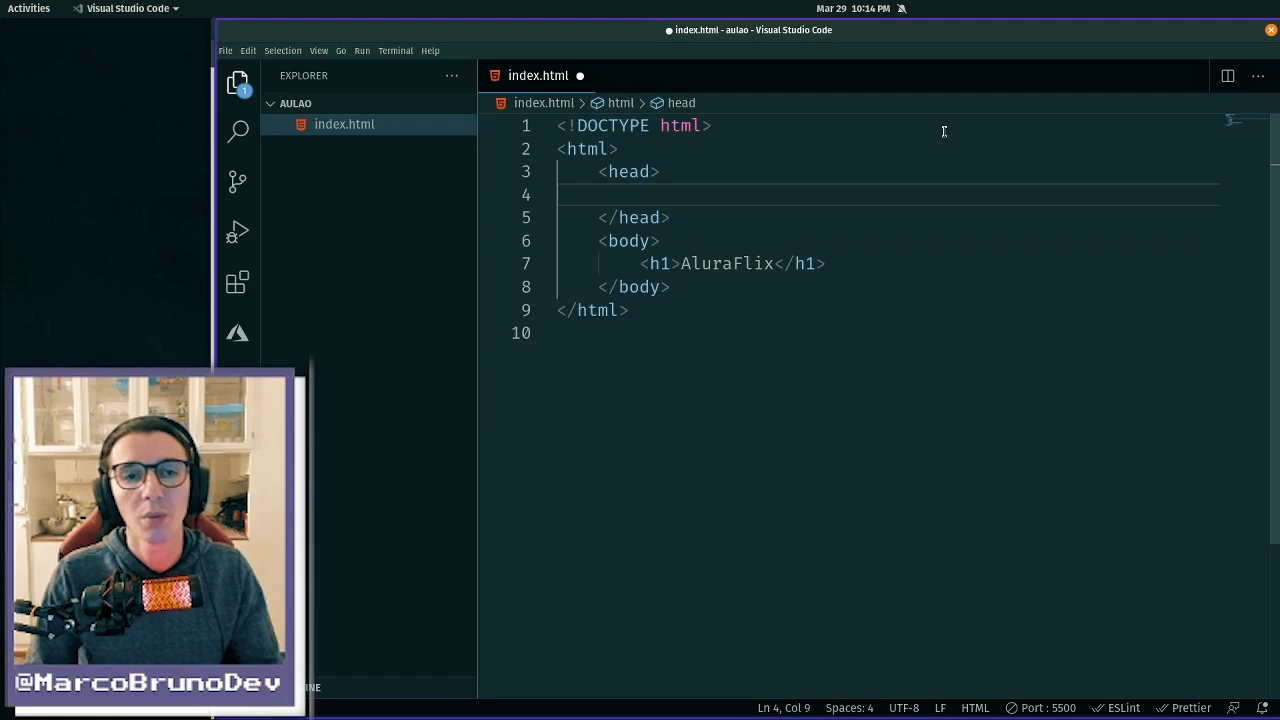 Activities
Visual Studio Code
Mar 29 10:14 PM
index.html - aulao - Visual Studio Code
File Edit Selection View Go Run Terminal Help
EXPLORER
index.html
1
index.html > html > head
AULAO
index.html
1 <!DOCTYPE html>
2 <html>
3 <head>
4
5 </head>
6 <body>
7 <h1>AluraFlix</h1>
8 </body>
9 </html>
10
@MarcoBrunoDev
INE
Ln 4, Col 9 Spaces: 4 UTF-8 LF HTML Port : 5500 ESLint Prettier